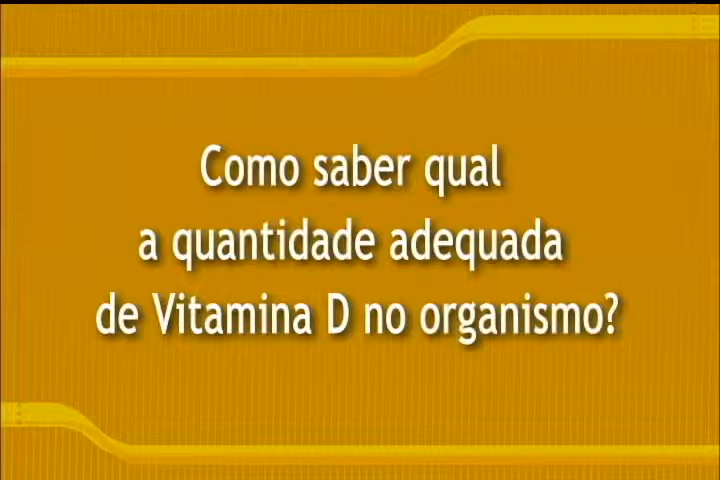 Como saber qual
a quantidade adequada
de Vitamina D no organismo?